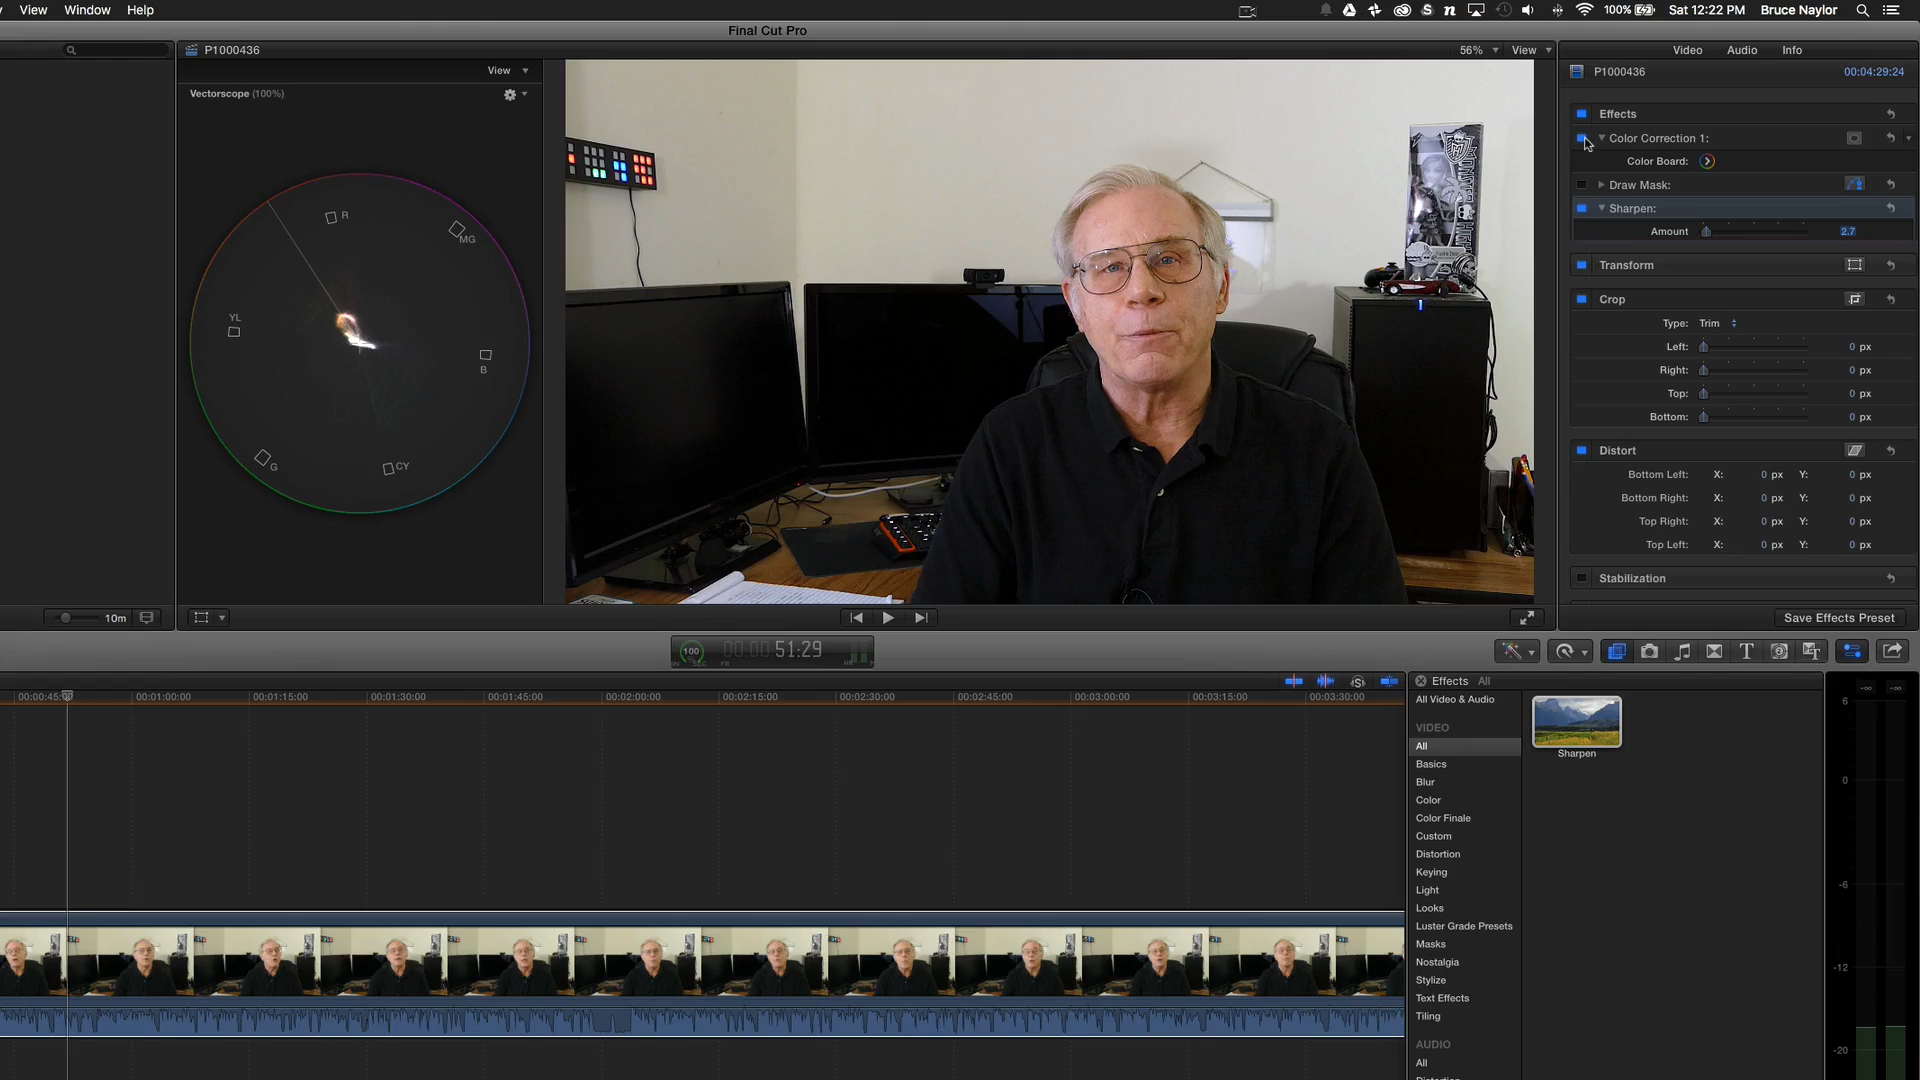 View Window Help
100% Sat 12:22 PM Bruce Naylor
Final Cut Pro
P1000436
56% View
Video Audio Info
View
P1000436 00:04:29:24
Vectorscope (100%)
Effects
Color Correction 1:
Color Board:
Draw Mask:
Sharpen:
Amount 2.7
Transform
Crop
Type: Trim
Left: 0 px
Right: 0 px
Top: 0 px
Bottom: 0 px
Distort
Bottom Left: X: 0 px Y: 0 px
Bottom Right: X: 0 px Y: 0 px
Top Right: X: 0 px Y: 0 px
Top Left: X: 0 px Y: 0 px
Stabilization
Save Effects Preset
R
MG
YL
B
G
CY
10m
100 00:00:51:29
00:00:45:00 00:01:00:00 00:01:15:00 00:01:30:00 00:01:45:00 00:02:00:00 00:02:15:00 00:02:30:00 00:02:45:00 00:03:00:00 00:03:15:00 00:03:30:00
Effects All
All Video & Audio
VIDEO
All
Basics
Blur
Color
Color Finale
Custom
Distortion
Keying
Light
Looks
Luster Grade Presets
Masks
Nostalgia
Stylize
Text Effects
Tiling
AUDIO
All
Sharpen
-∞ -∞
6
0
-6
-12
-20